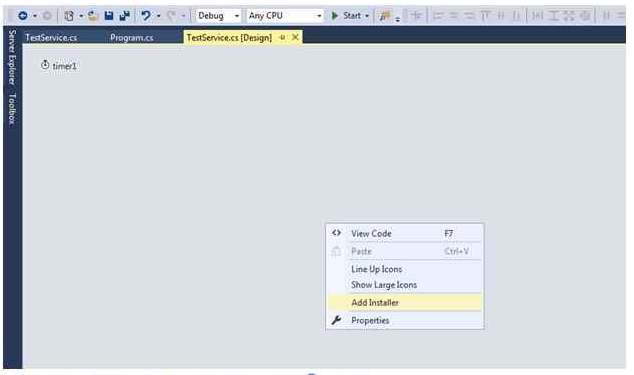 Debug Any CPU Start
TestService.cs Program.cs TestService.cs [Design]
Server Explorer
Toolbox
timer1
View Code F7
Paste Ctrl+V
Line Up Icons
Show Large Icons
Add Installer
Properties